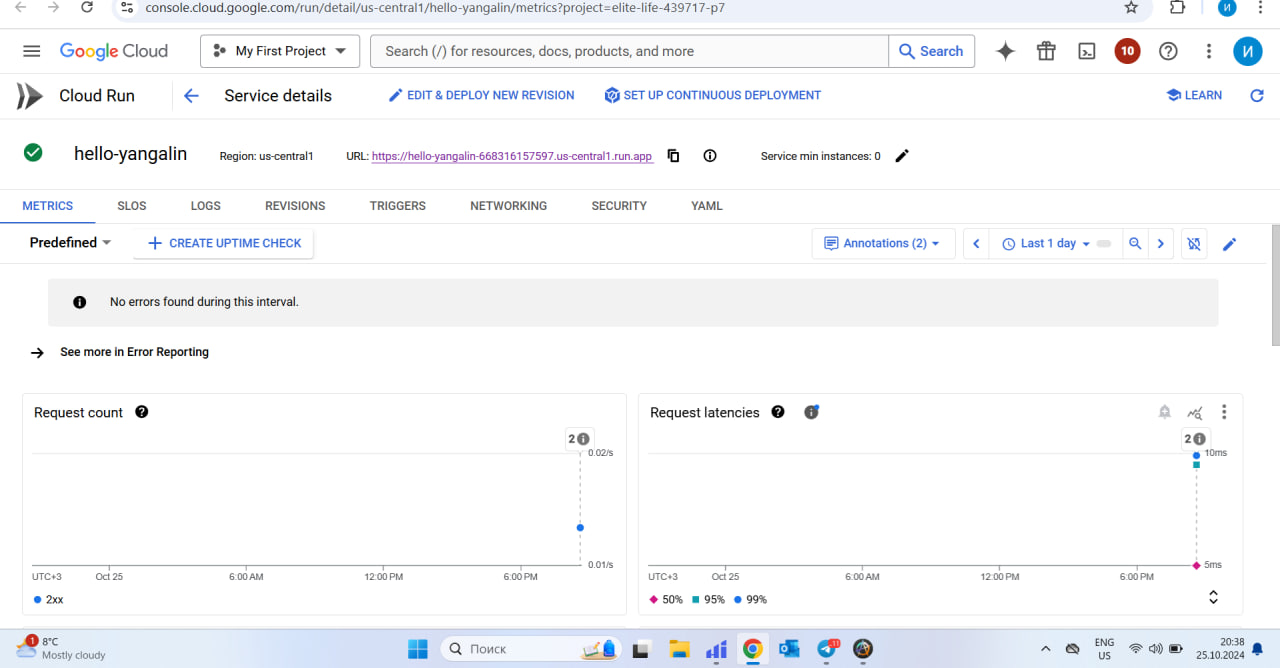 console.cloud.google.com/run/detail/us-central1/hello-yangalin/metrics?project=elite-life-439717-p7
И
Google Cloud
My First Project
Search (/) for resources, docs, products, and more
Search
10
И
Cloud Run
Service details
EDIT & DEPLOY NEW REVISION
SET UP CONTINUOUS DEPLOYMENT
LEARN
hello-yangalin
Region: us-central1
URL: https://hello-yangalin-668316157597.us-central1.run.app
Service min instances: 0
METRICS
SLOS
LOGS
REVISIONS
TRIGGERS
NETWORKING
SECURITY
YAML
Predefined
CREATE UPTIME CHECK
Annotations (2)
Last 1 day
No errors found during this interval.
See more in Error Reporting
Request count
2
0.02/s
0.01/s
UTC+3
Oct 25
6:00 AM
12:00 PM
6:00 PM
2xx
Request latencies
2
10ms
5ms
UTC+3
Oct 25
6:00 AM
12:00 PM
6:00 PM
50%
95%
99%
1
8°C
Mostly cloudy
Поиск
11
ENG
US
20:38
25.10.2024